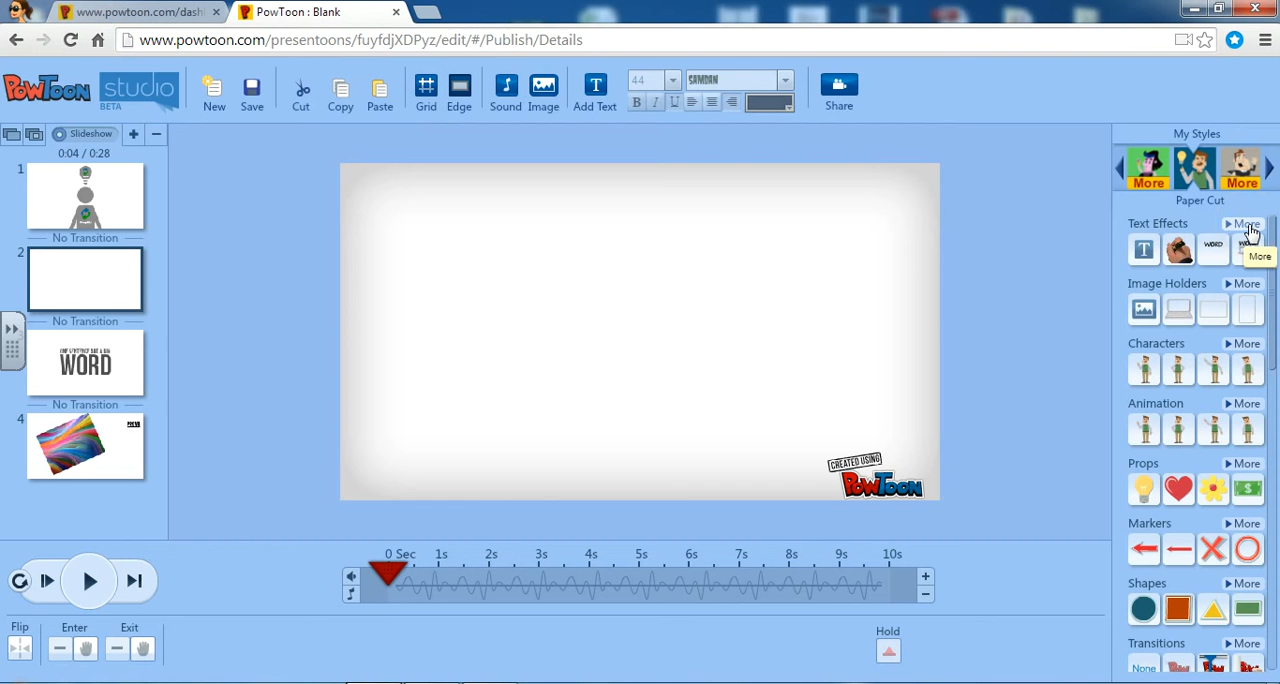 www.powtoon.com/dash
PowToon : Blank
www.powtoon.com/presentoons/fuyfdjXDPyz/edit/#/Publish/Details
POWTOON studio
BETA
New
Save
Cut
Copy
Paste
Grid
Edge
Sound
Image
Add Text
44
SAMDAN
B I U
Share
Slideshow
0:04 / 0:28
1
No Transition
2
No Transition
WORD
No Transition
4
CREATED USING
POWTOON
0 Sec 1s 2s 3s 4s 5s 6s 7s 8s 9s 10s
Flip
Enter
Exit
Hold
My Styles
More
More
Paper Cut
Text Effects
More
T
WORD
More
Image Holders
More
Characters
More
Animation
More
Props
More
Markers
More
Shapes
More
Transitions
More
None